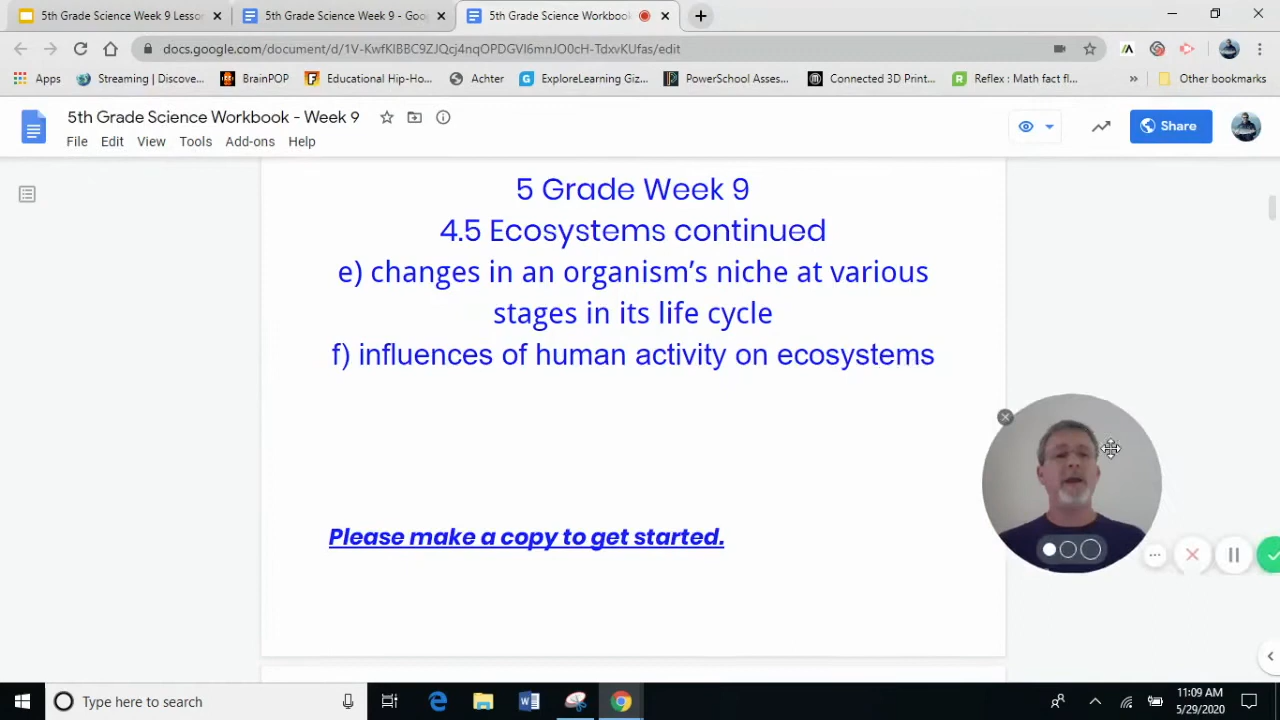 5th Grade Science Week 9 Lesso
5th Grade Science Week 9 - Goo
5th Grade Science Workbook
docs.google.com/document/d/1V-KwfKIBBC9ZJQcj4nqOPDGVl6mnJO0cH-TdxvKUfas/edit
Apps
Streaming | Discove...
BrainPOP
Educational Hip-Ho...
Achter
ExploreLearning Giz...
PowerSchool Asses...
Connected 3D Print...
Reflex : Math fact fl...
»
Other bookmarks
5th Grade Science Workbook - Week 9
File Edit View Tools Add-ons Help
Share
5 Grade Week 9
4.5 Ecosystems continued
e) changes in an organism's niche at various
stages in its life cycle
f) influences of human activity on ecosystems
Please make a copy to get started.
Type here to search
11:09 AM
5/29/2020